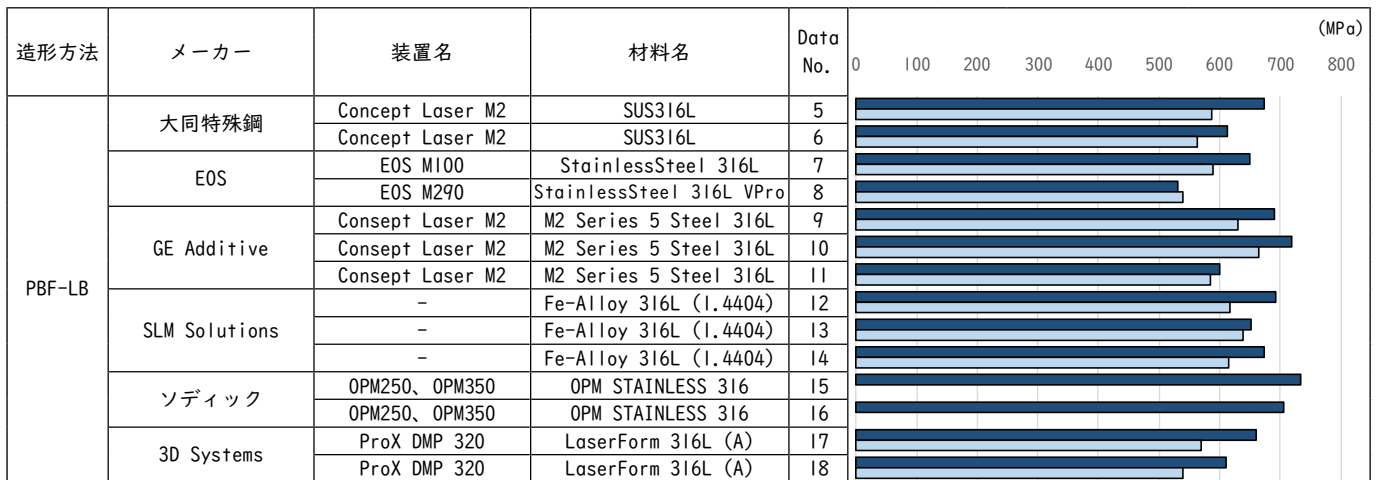 造形方法 メーカー 装置名 材料名 Data No. (MPa)
0 100 200 300 400 500 600 700 800
PBF-LB
大同特殊鋼 Concept Laser M2 SUS316L 5
Concept Laser M2 SUS316L 6
EOS EOS M100 StainlessSteel 316L 7
EOS M290 StainlessSteel 316L VPro 8
GE Additive Consept Laser M2 M2 Series 5 Steel 316L 9
Consept Laser M2 M2 Series 5 Steel 316L 10
Consept Laser M2 M2 Series 5 Steel 316L 11
SLM Solutions - Fe-Alloy 316L (1.4404) 12
- Fe-Alloy 316L (1.4404) 13
- Fe-Alloy 316L (1.4404) 14
ソディック OPM250、OPM350 OPM STAINLESS 316 15
OPM250、OPM350 OPM STAINLESS 316 16
3D Systems ProX DMP 320 LaserForm 316L (A) 17
ProX DMP 320 LaserForm 316L (A) 18